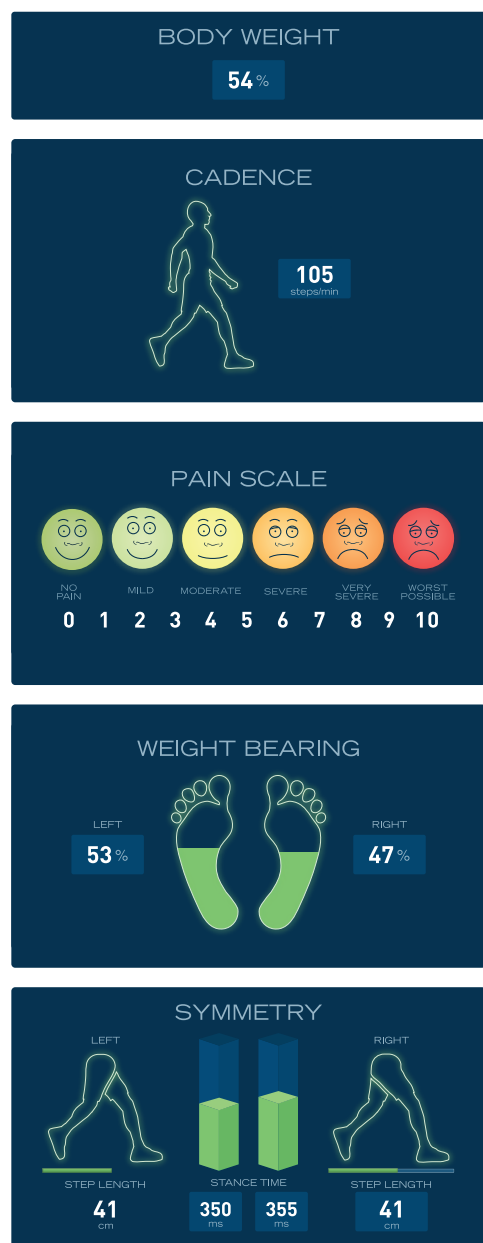 BODY WEIGHT
54 %
CADENCE
105
steps/min
PAIN SCALE
NO PAIN
MILD
MODERATE
SEVERE
VERY SEVERE
WORST POSSIBLE
0 1 2 3 4 5 6 7 8 9 10
WEIGHT BEARING
LEFT
53 %
RIGHT
47 %
SYMMETRY
LEFT
RIGHT
STEP LENGTH
41
cm
STANCE TIME
350
ms
355
ms
STEP LENGTH
41
cm